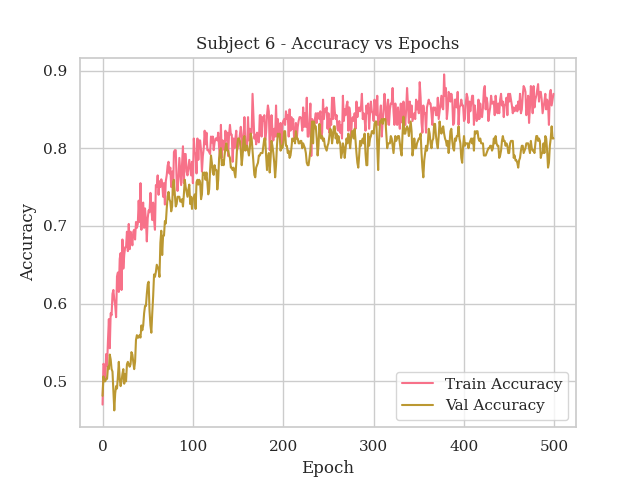 Subject 6 - Accuracy vs Epochs
Accuracy
0.9
0.8
0.7
0.6
0.5
0 100 200 300 400 500
Epoch
Train Accuracy
Val Accuracy